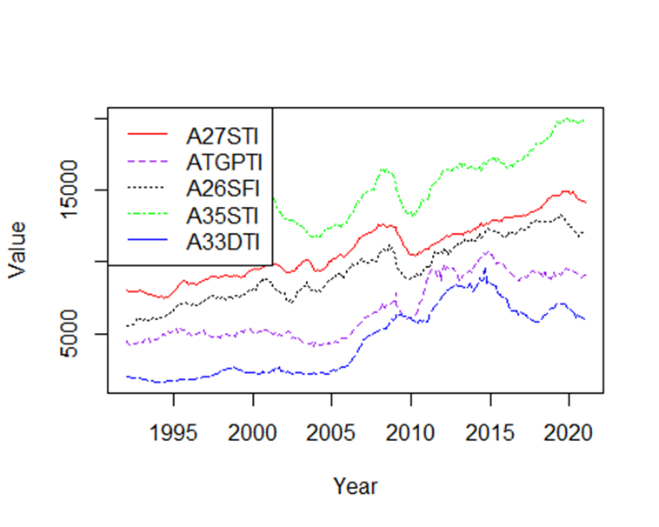 A27STI
ATGPTI
A26SFI
A35STI
A33DTI
15000
5000
Value
1995 2000 2005 2010 2015 2020
Year